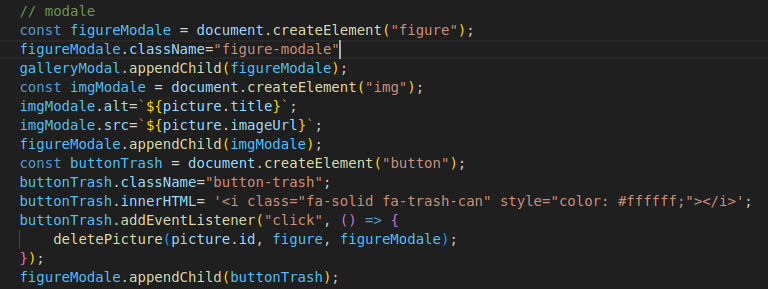 // modale
const figureModale = document.createElement("figure");
figureModale.className="figure-modale"
galleryModal.appendChild(figureModale);
const imgModale = document.createElement("img");
imgModale.alt=`${picture.title}`;
imgModale.src=`${picture.imageUrl}`;
figureModale.appendChild(imgModale);
const buttonTrash = document.createElement("button");
buttonTrash.className="button-trash";
buttonTrash.innerHTML= '<i class="fa-solid fa-trash-can" style="color: #ffffff;"></i>';
buttonTrash.addEventListener("click", () => {
    deletePicture(picture.id, figure, figureModale);
});
figureModale.appendChild(buttonTrash);